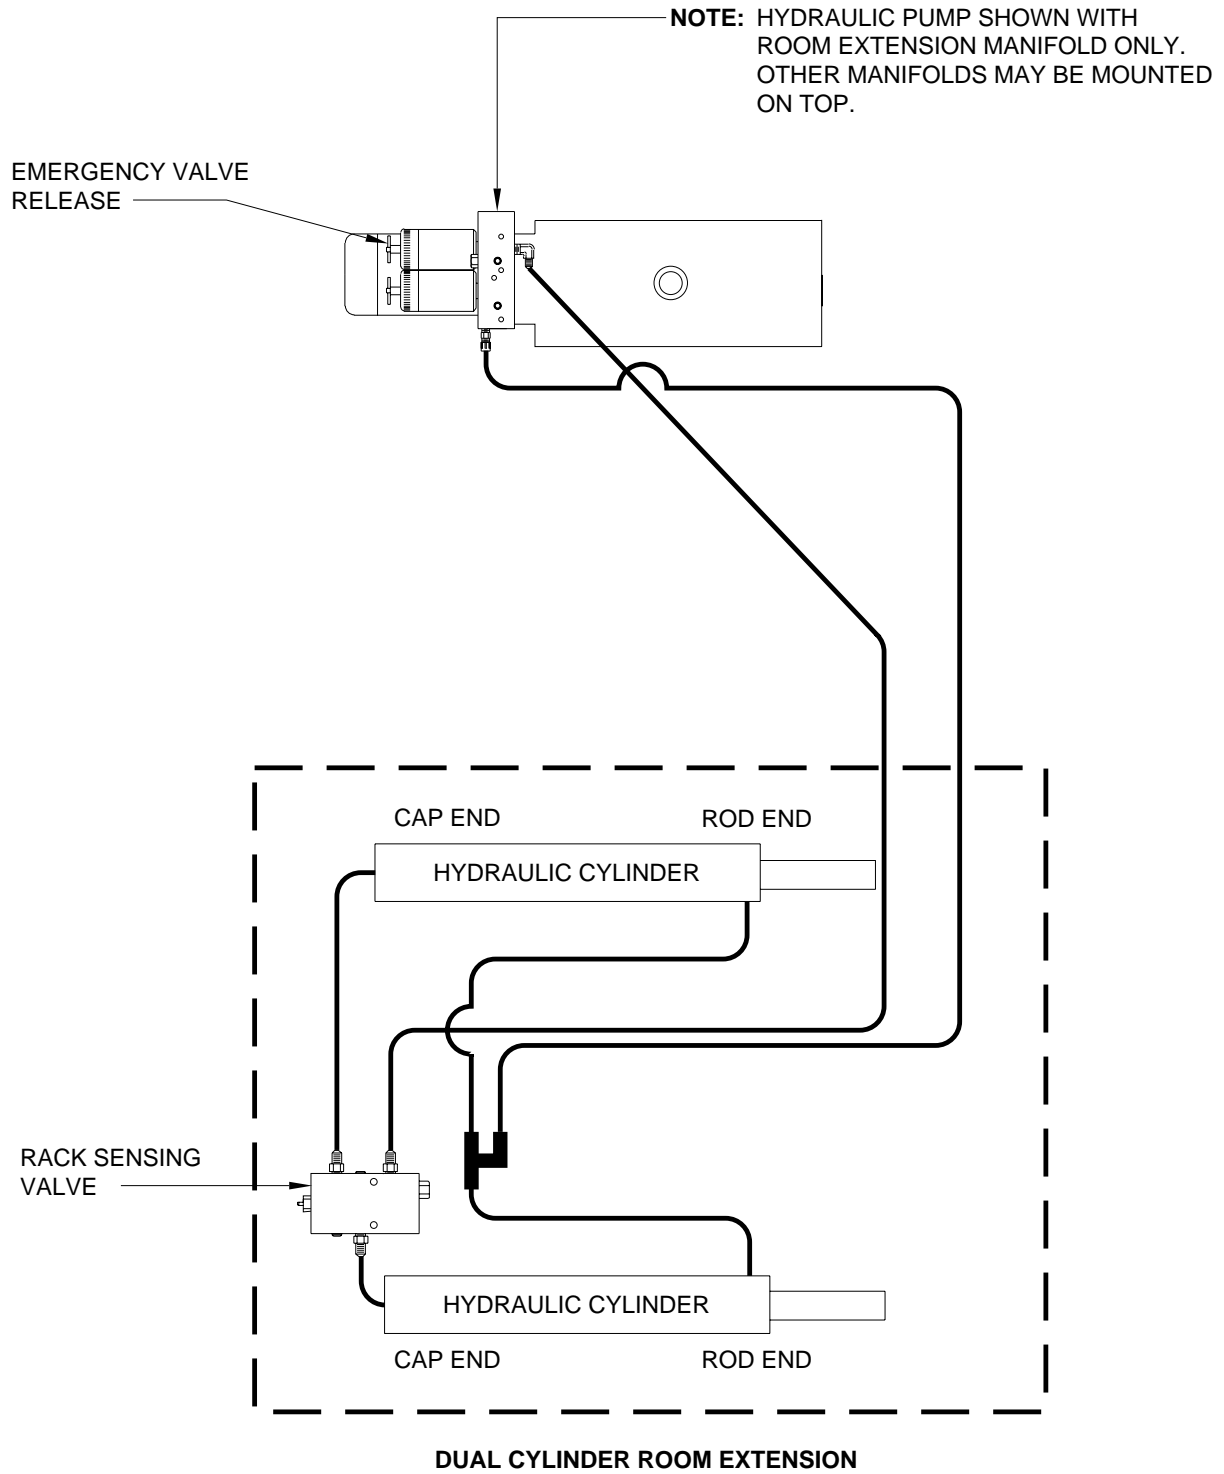 NOTE: HYDRAULIC PUMP SHOWN WITH
ROOM EXTENSION MANIFOLD ONLY.
OTHER MANIFOLDS MAY BE MOUNTED
ON TOP.
EMERGENCY VALVE
RELEASE
CAP END
ROD END
HYDRAULIC CYLINDER
RACK SENSING
VALVE
HYDRAULIC CYLINDER
CAP END
ROD END
DUAL CYLINDER ROOM EXTENSION